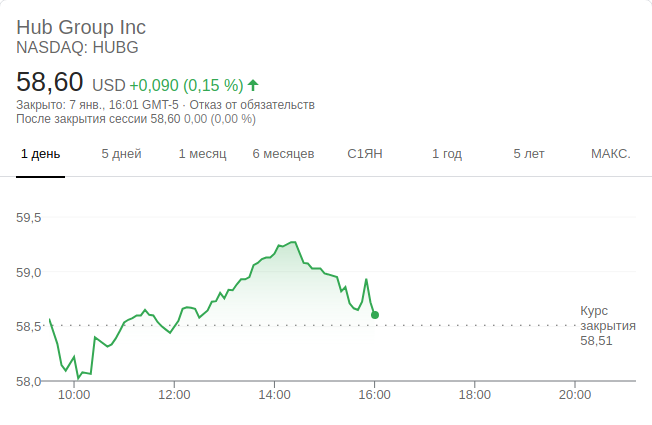 Hub Group Inc
NASDAQ: HUBG
58,60 USD +0,090 (0,15 %)
Закрыто: 7 янв., 16:01 GMT-5 · Отказ от обязательств
После закрытия сессии 58,60 0,00 (0,00 %)
1 день 5 дней 1 месяц 6 месяцев С1ЯН 1 год 5 лет МАКС.
59,5
59,0
58,5
58,0
Курс
закрытия
58,51
10:00 12:00 14:00 16:00 18:00 20:00